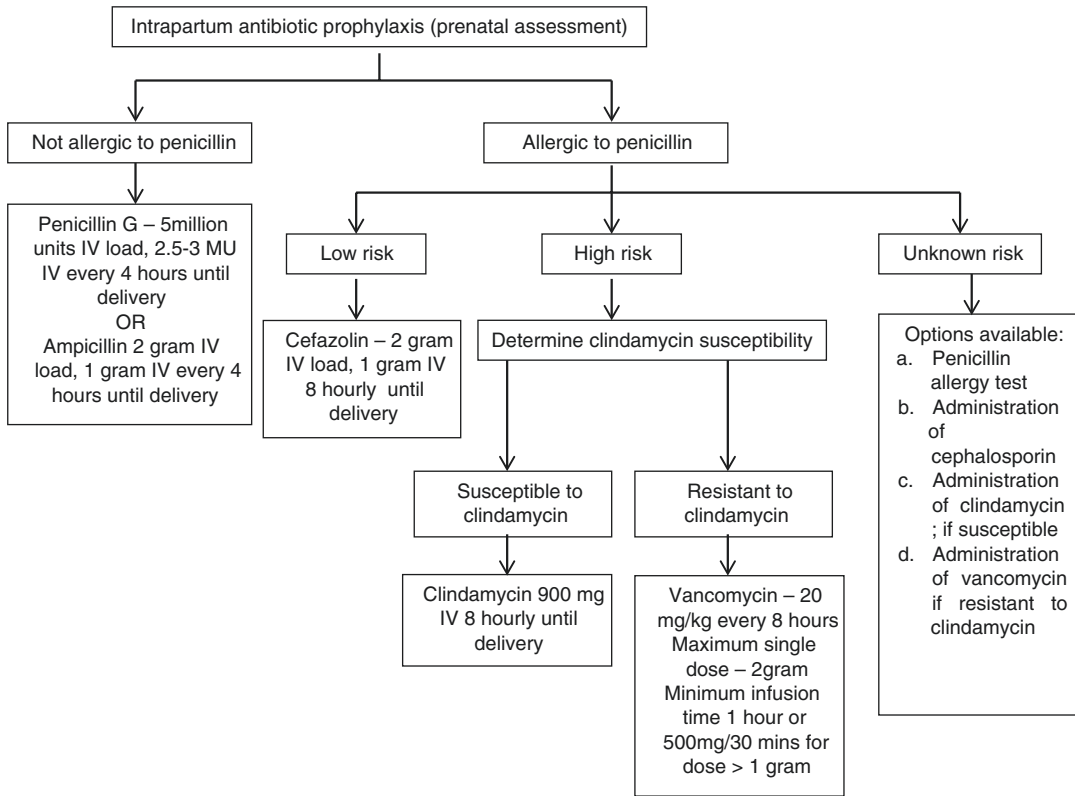 Intrapartum antibiotic prophylaxis (prenatal assessment)
Not allergic to penicillin
Allergic to penicillin
Penicillin G – 5million
units IV load, 2.5-3 MU
IV every 4 hours until
delivery
OR
Ampicillin 2 gram IV
load, 1 gram IV every 4
hours until delivery
Low risk
High risk
Unknown risk
Cefazolin – 2 gram
IV load, 1 gram IV
8 hourly until
delivery
Determine clindamycin susceptibility
Options available:
a. Penicillin
allergy test
b. Administration
of
cephalosporin
c. Administration
of clindamycin
; if susceptible
d. Administration
of vancomycin
if resistant to
clindamycin
Susceptible to
clindamycin
Resistant to
clindamycin
Clindamycin 900 mg
IV 8 hourly until
delivery
Vancomycin – 20
mg/kg every 8 hours
Maximum single
dose – 2gram
Minimum infusion
time 1 hour or
500mg/30 mins for
dose > 1 gram